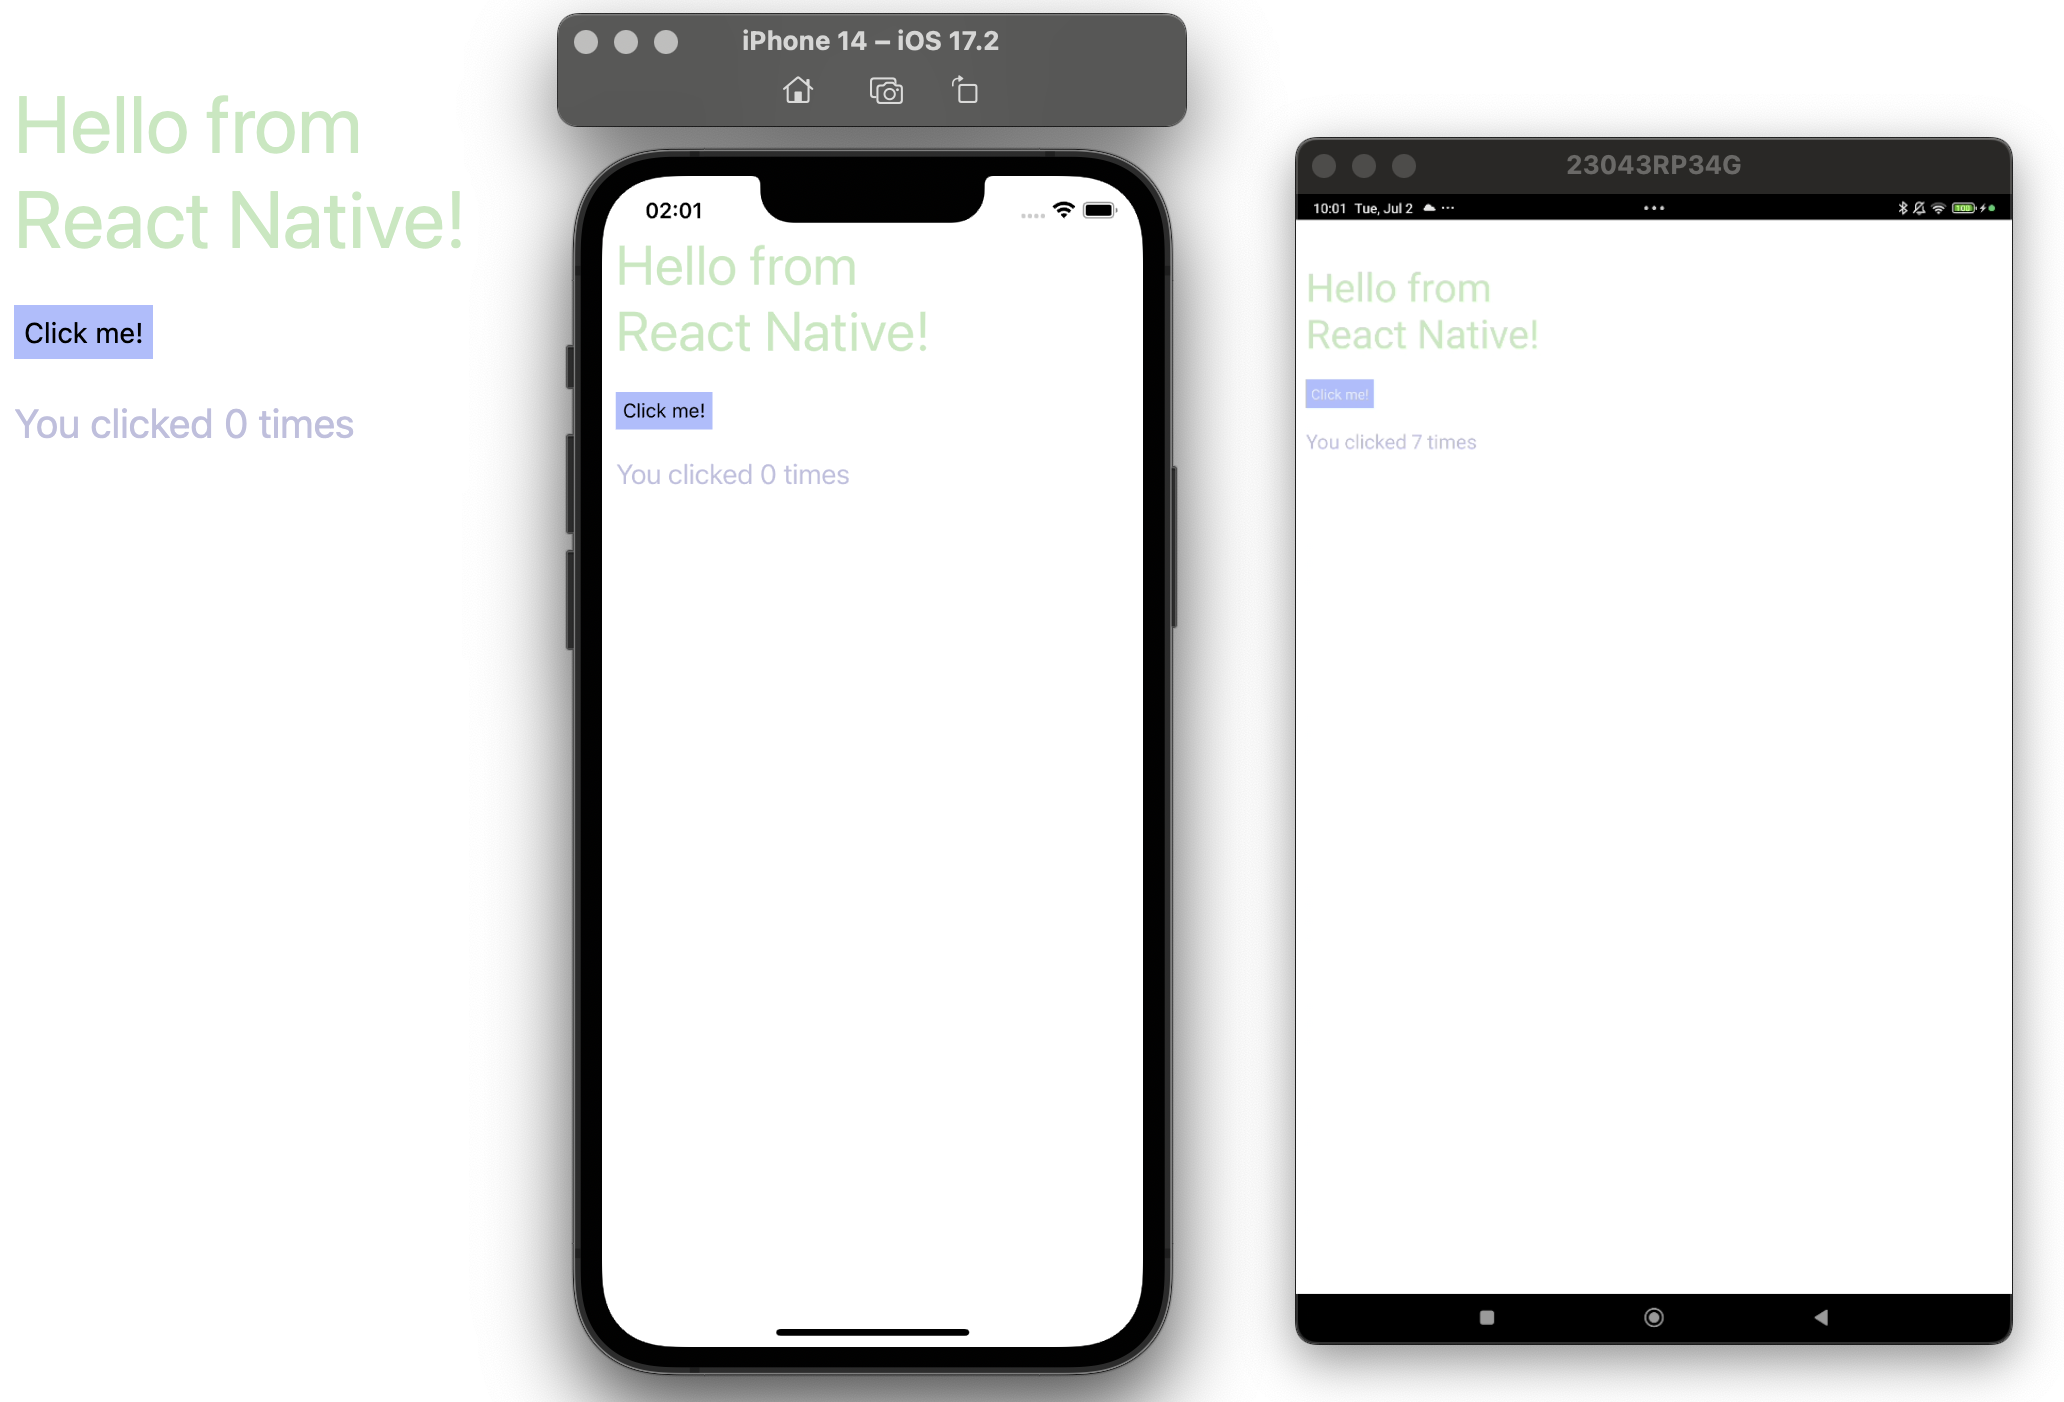 Hello from
React Native!
Click me!
You clicked 0 times
iPhone 14 – iOS 17.2
02:01
Hello from
React Native!
Click me!
You clicked 0 times
23043RP34G
10:01 Tue, Jul 2
100
Hello from
React Native!
Click me!
You clicked 7 times